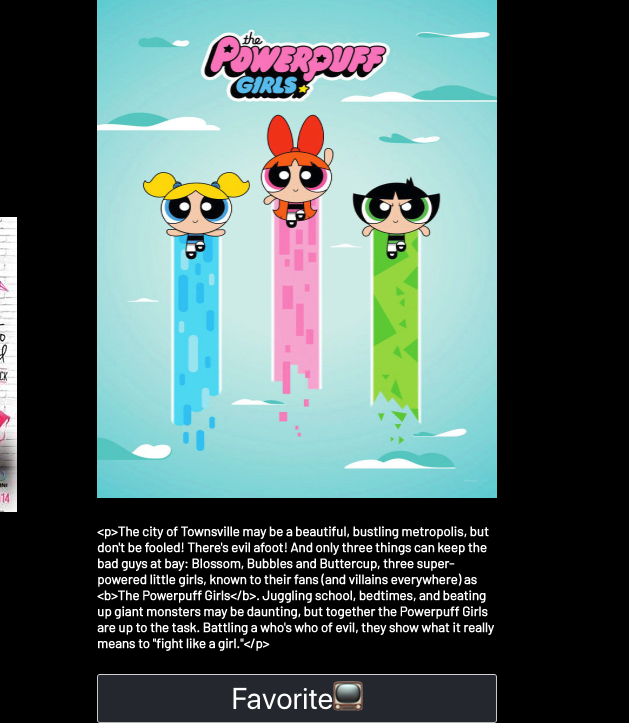 the
POWERPUFF
GIRLS
CK
14
<p>The city of Townsville may be a beautiful, bustling metropolis, but
don't be fooled! There's evil afoot! And only three things can keep the
bad guys at bay: Blossom, Bubbles and Buttercup, three super-
powered little girls, known to their fans (and villains everywhere) as
<b>The Powerpuff Girls</b>. Juggling school, bedtimes, and beating
up giant monsters may be daunting, but together the Powerpuff Girls
are up to the task. Battling a who's who of evil, they show what it really
means to "fight like a girl."</p>
Favorite📺